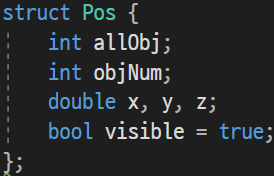 struct Pos {
    int allObj;
    int objNum;
    double x, y, z;
    bool visible = true;
};